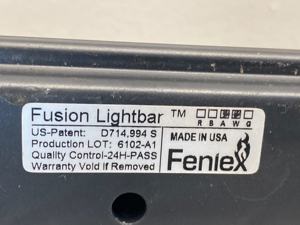 Fusion Lightbar ™
R B A W G
US-Patent: D714,994 S
Production LOT: 6102-A1
Quality Control-24H-PASS
Warranty Void If Removed
MADE IN USA
Feniex